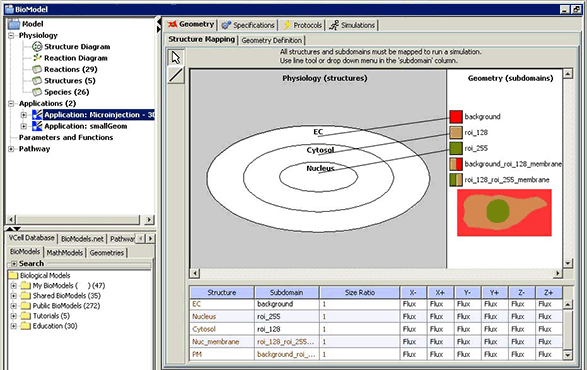 BioModel
Model
Physiology
Structure Diagram
Reaction Diagram
Reactions (29)
Structures (5)
Species (26)
Applications (2)
Application: Microinjection - 3D
Application: smallGeom
Parameters and Functions
Pathway
VCell Database BioModels.net Pathway
BioModels MathModels Geometries
Search
Biological Models
My BioModels ( ) (47)
Shared BioModels (35)
Public BioModels (272)
Tutorials (5)
Education (30)
Geometry Specifications Protocols Simulations
Structure Mapping Geometry Definition
All structures and subdomains must be mapped to run a simulation.
Use line tool or drop down menu in the 'subdomain' column.
Physiology (structures) Geometry (subdomains)
EC
Cytosol
Nucleus
background
roi_128
roi_255
background_roi_128_membrane
roi_128_roi_255_membrane
Structure Subdomain Size Ratio X- X+ Y- Y+ Z- Z+
EC background 1 Flux Flux Flux Flux Flux Flux
Nucleus roi_255 1 Flux Flux Flux Flux Flux Flux
Cytosol roi_128 1 Flux Flux Flux Flux Flux Flux
Nuc_membrane roi_128_roi_255... 1 Flux Flux Flux Flux Flux Flux
PM background_roi_... 1 Flux Flux Flux Flux Flux Flux